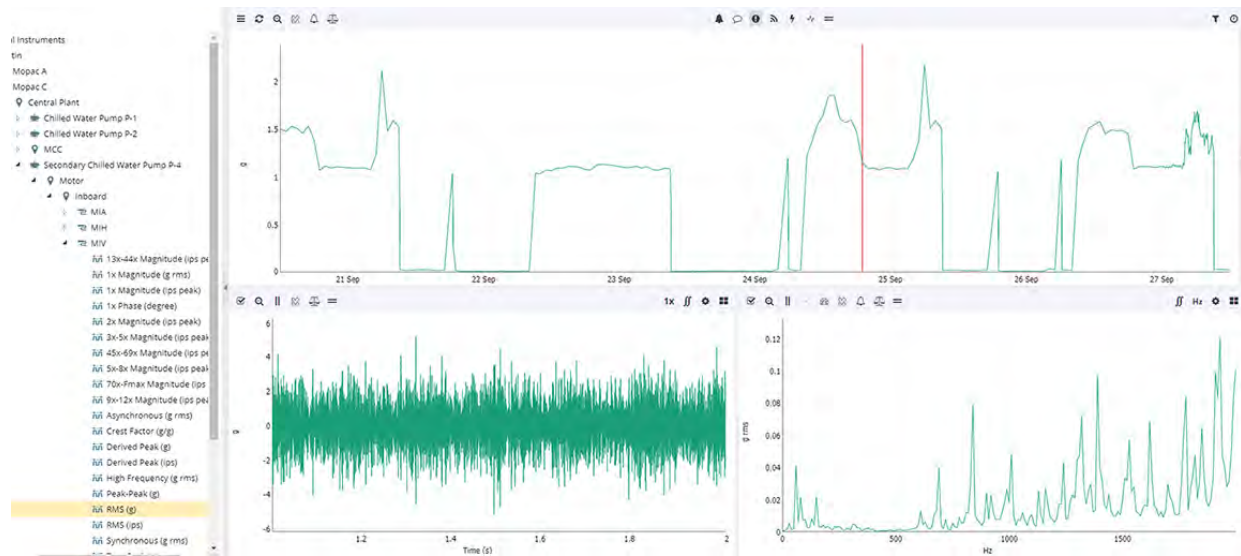 l Instruments
tin
Mopac A
Mopac C
Central Plant
Chilled Water Pump P-1
Chilled Water Pump P-2
MCC
Secondary Chilled Water Pump P-4
Motor
Inboard
MIA
MIH
MIV
13x-44x Magnitude (ips pe
1x Magnitude (g rms)
1x Magnitude (ips peak)
1x Phase (degree)
2x Magnitude (ips peak)
3x-5x Magnitude (ips peak
45x-69x Magnitude (ips pe
5x-8x Magnitude (ips peak
70x-Fmax Magnitude (ips
9x-12x Magnitude (ips pea
Asynchronous (g rms)
Crest Factor (g/g)
Derived Peak (g)
Derived Peak (ips)
High Frequency (g rms)
Peak-Peak (g)
RMS (g)
RMS (ips)
Synchronous (g rms)
2
1.5
1
0.5
0
g
21 Sep 22 Sep 23 Sep 24 Sep 25 Sep 26 Sep 27 Sep
1x
6
4
2
0
-2
-4
-6
g
1.2 1.4 1.6 1.8 2
Time (s)
Hz
0.12
0.1
0.08
0.06
0.04
0.02
0
g rms
0 500 1000 1500
Hz